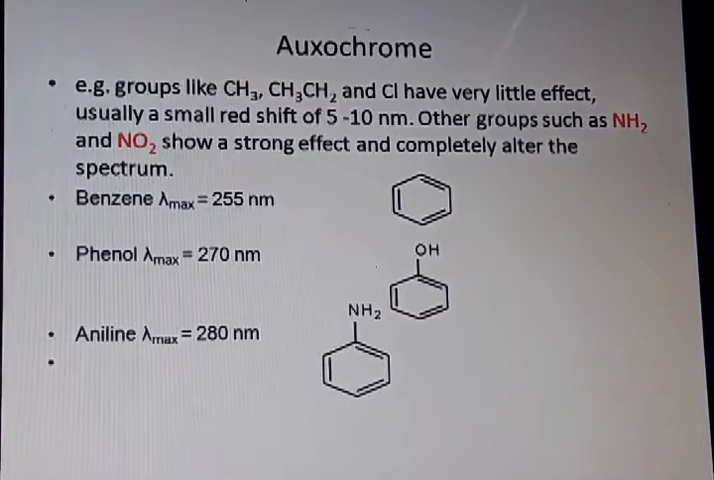 Auxochrome
• e.g. groups like CH₃, CH₃CH₂ and Cl have very little effect,
usually a small red shift of 5 -10 nm. Other groups such as NH₂
and NO₂ show a strong effect and completely alter the
spectrum.
• Benzene λmax = 255 nm
• Phenol λmax = 270 nm
OH
NH₂
• Aniline λmax = 280 nm
•